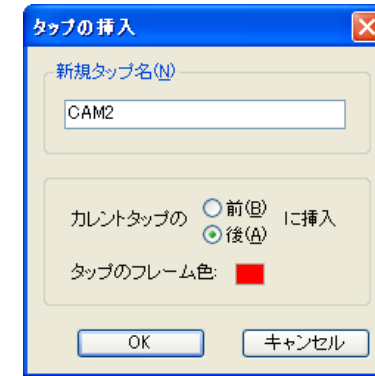 タップの挿入
新規タップ名(N)
CAM2
カレントタップの 前(B) に挿入
後(A)
タップのフレーム色:
OK キャンセル